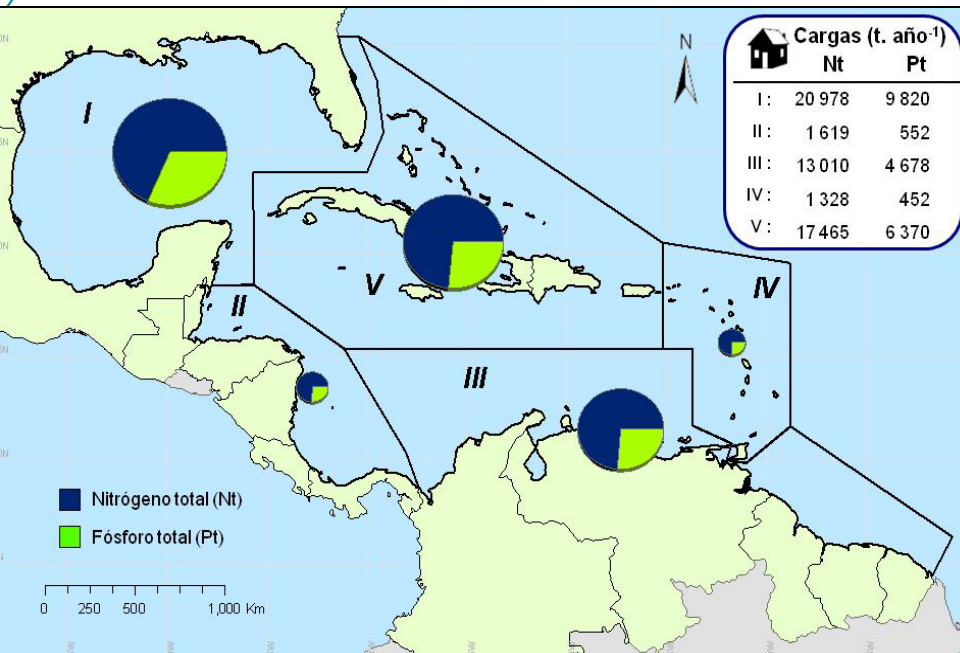 Cargas (t. año-1)
Nt Pt
I: 20 978 9 820
II: 1 619 552
III: 13 010 4 678
IV: 1 328 452
V: 17 465 6 370
N
I
II
III
IV
V
Nitrógeno total (Nt)
Fósforo total (Pt)
0 250 500 1,000 Km